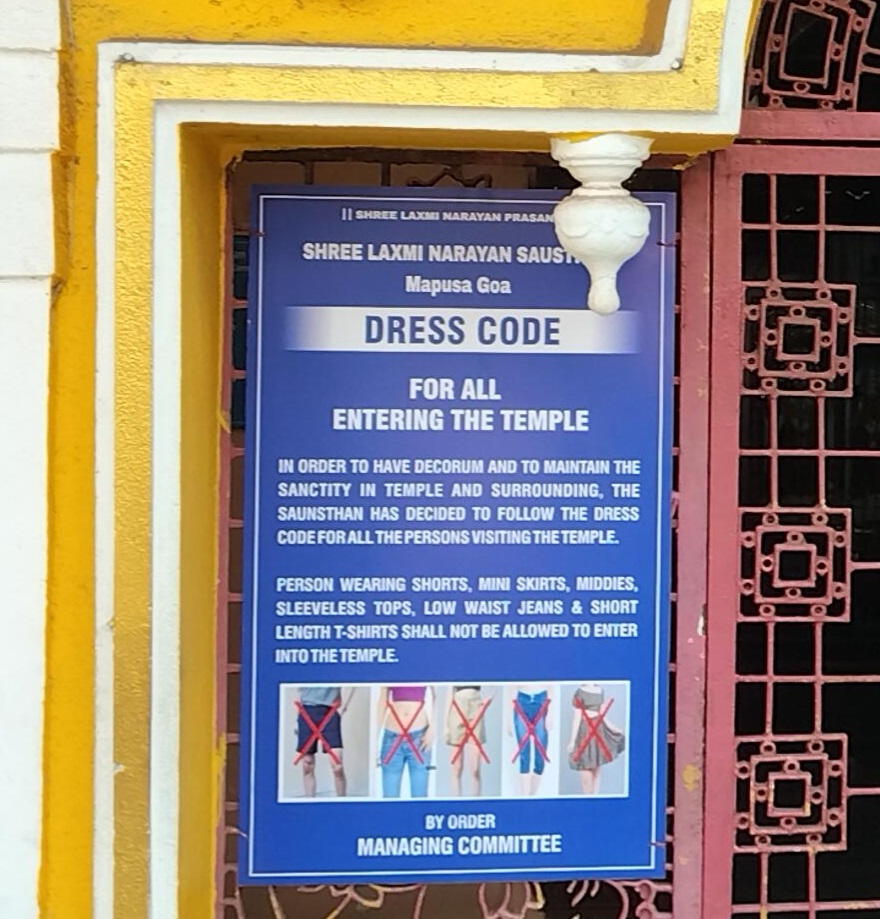 || SHREE LAXMI NARAYAN
SHREE LAXMI NARAYAN
Mapusa Goa
DRESS CODE
FOR ALL
ENTERING THE TEMPLE
IN ORDER TO HAVE DECORUM AND TO MAINTAIN THE
SANCTITY IN TEMPLE AND SURROUNDING, THE
SAUNSTHAN HAS DECIDED TO FOLLOW THE DRESS
CODE FOR ALL THE PERSONS VISITING THE TEMPLE.
PERSON WEARING SHORTS, MINI SKIRTS, MIDDIES,
SLEEVELESS TOPS, LOW WAIST JEANS & SHORT
LENGTH T-SHIRTS SHALL NOT BE ALLOWED TO ENTER
INTO THE TEMPLE.
BY ORDER
MANAGING COMMITTEE